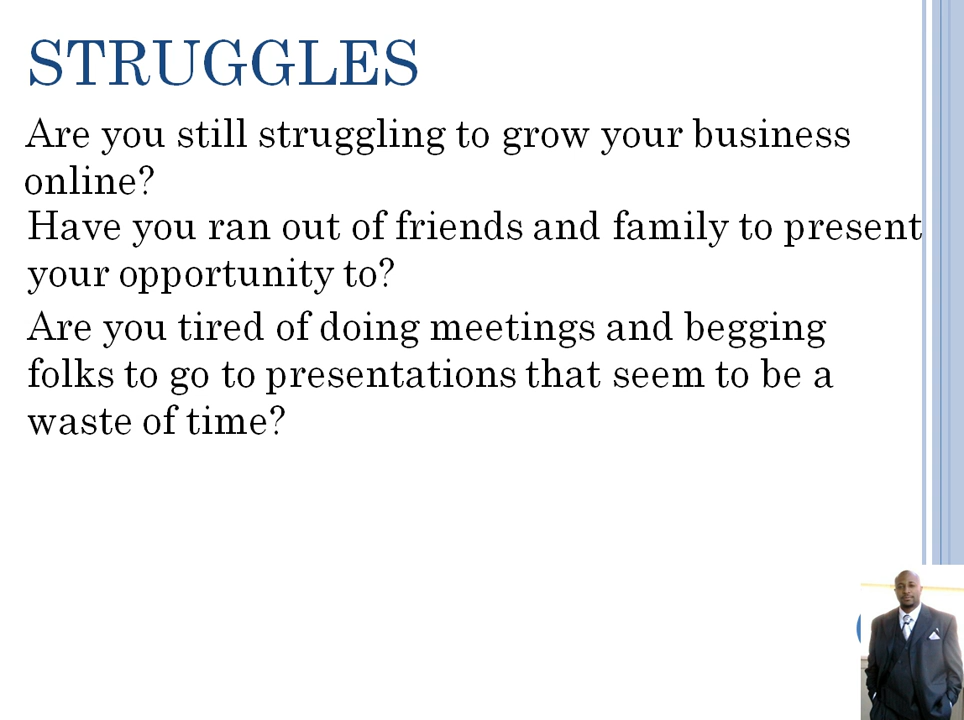 STRUGGLES
Are you still struggling to grow your business
online?
Have you ran out of friends and family to present
your opportunity to?
Are you tired of doing meetings and begging
folks to go to presentations that seem to be a
waste of time?